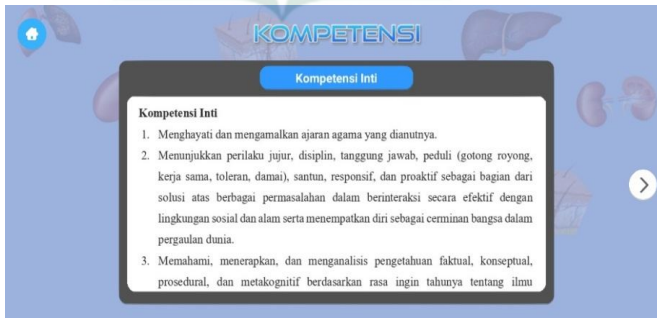 KOMPETENSI
Kompetensi Inti
Kompetensi Inti
1. Menghayati dan mengamalkan ajaran agama yang dianutnya.
2. Menunjukkan perilaku jujur, disiplin, tanggung jawab, peduli (gotong royong,
kerja sama, toleran, damai), santun, responsif, dan proaktif sebagai bagian dari
solusi atas berbagai permasalahan dalam berinteraksi secara efektif dengan
lingkungan sosial dan alam serta menempatkan diri sebagai cerminan bangsa dalam
pergaulan dunia.
3. Memahami, menerapkan, dan menganalisis pengetahuan faktual, konseptual,
prosedural, dan metakognitif berdasarkan rasa ingin tahunya tentang ilmu